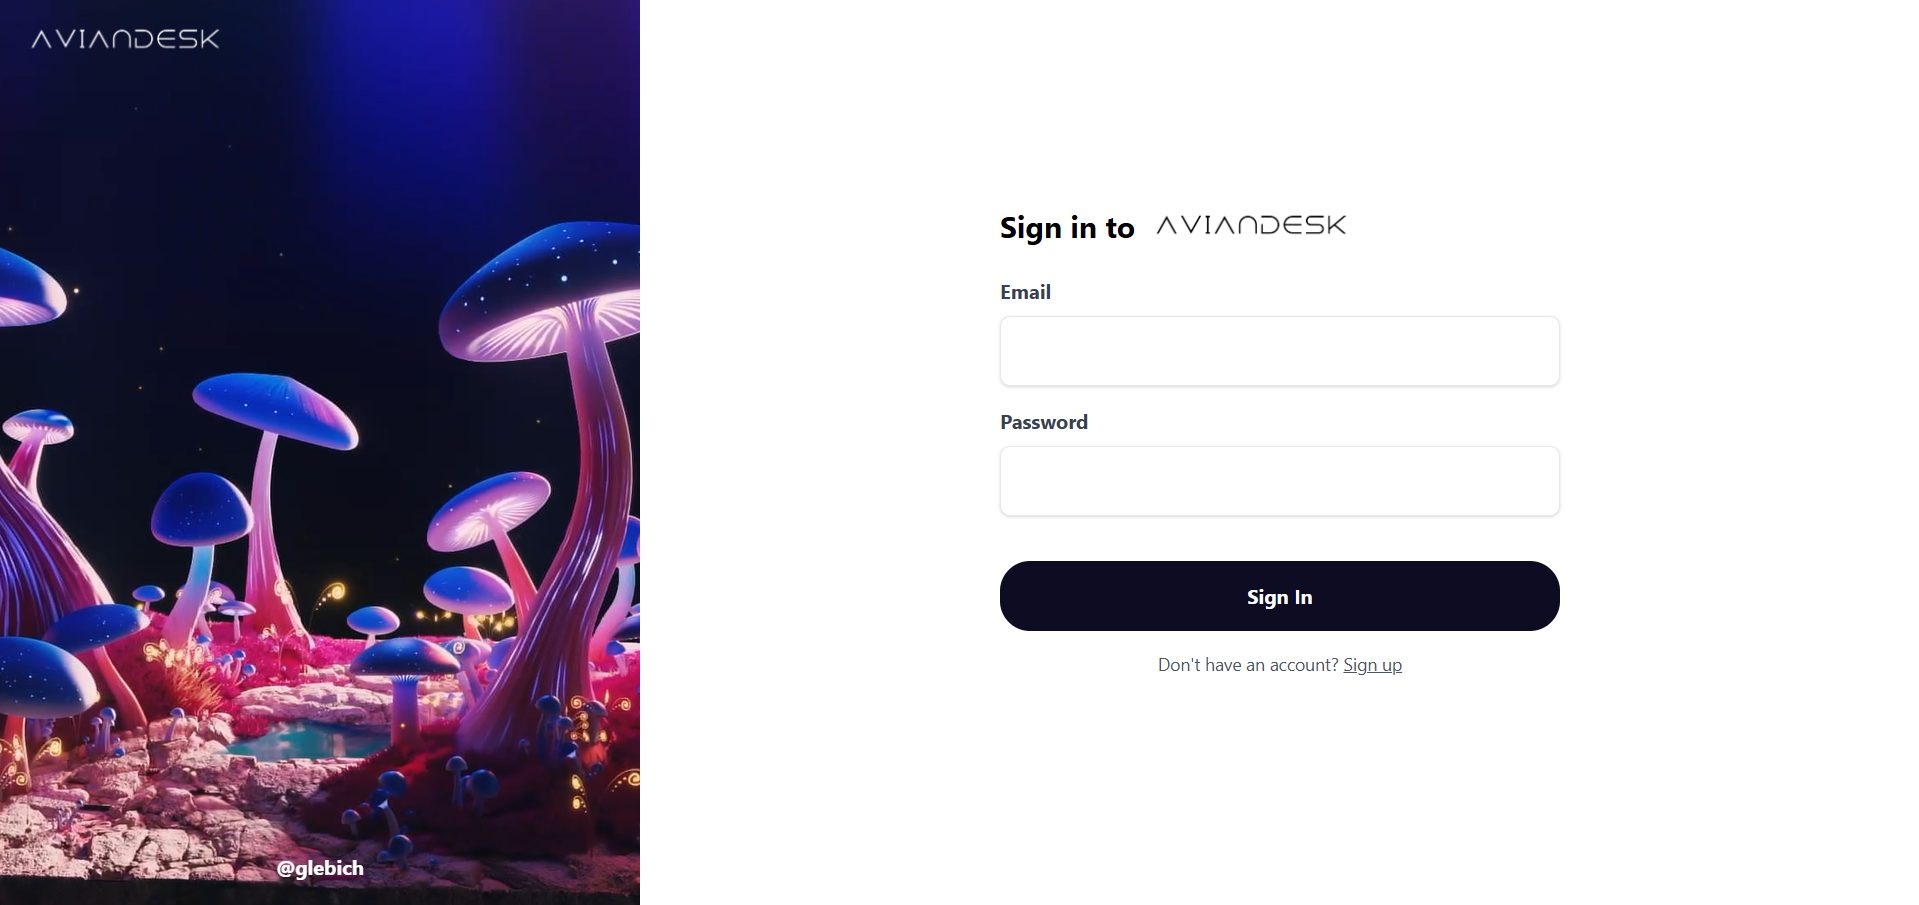 AVIANDESK
@glebich
Sign in to AVIANDESK
Email
Password
Sign In
Don't have an account? Sign up